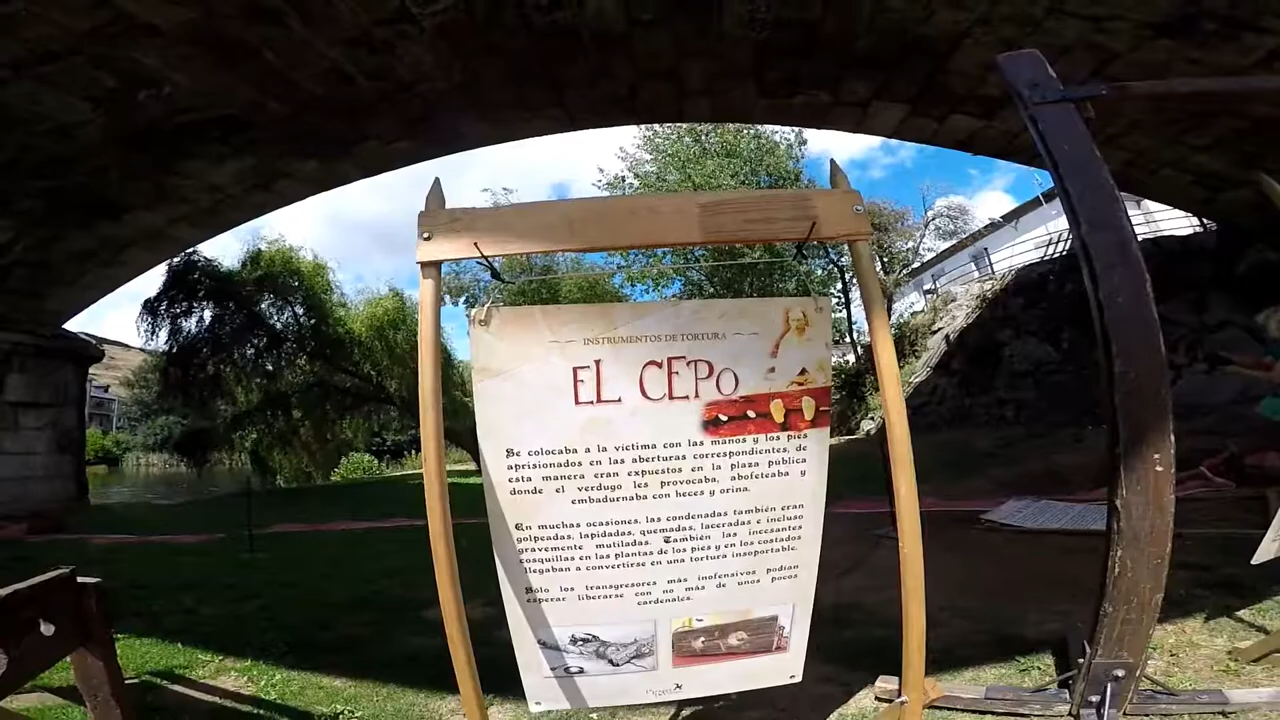 INSTRUMENTOS DE TORTURA
EL CEPO
Se colocaba a la víctima con las manos y los pies
aprisionados en las aberturas correspondientes, de
esta manera eran expuestos en la plaza pública
donde el verdugo les provocaba, abofeteaba y
embadurnaba con heces y orina.
En muchas ocasiones, las condenadas también eran
golpeadas, lapidadas, quemadas, laceradas e incluso
gravemente mutiladas. También las incesantes
cosquillas en las plantas de los pies y en los costados
llegaban a convertirse en una tortura insoportable.
Sólo los transgresores más inofensivos podían
esperar liberarse con no más de unos pocos
cardenales.